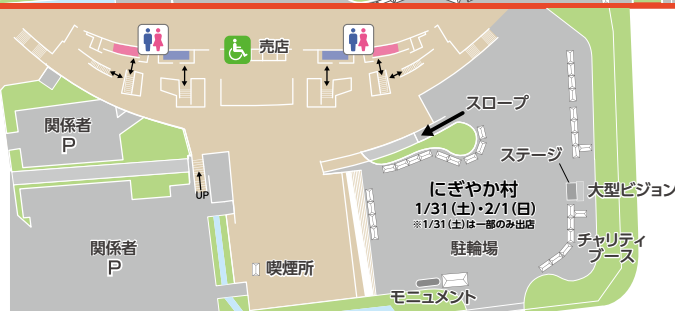 売店
スロープ
関係者
P
ステージ
大型ビジョン
にぎやか村
1/31(土)・2/1(日)
※1/31(土)は一部のみ出店
UP
関係者
P
駐輪場
チャリティ
ブース
喫煙所
モニュメント